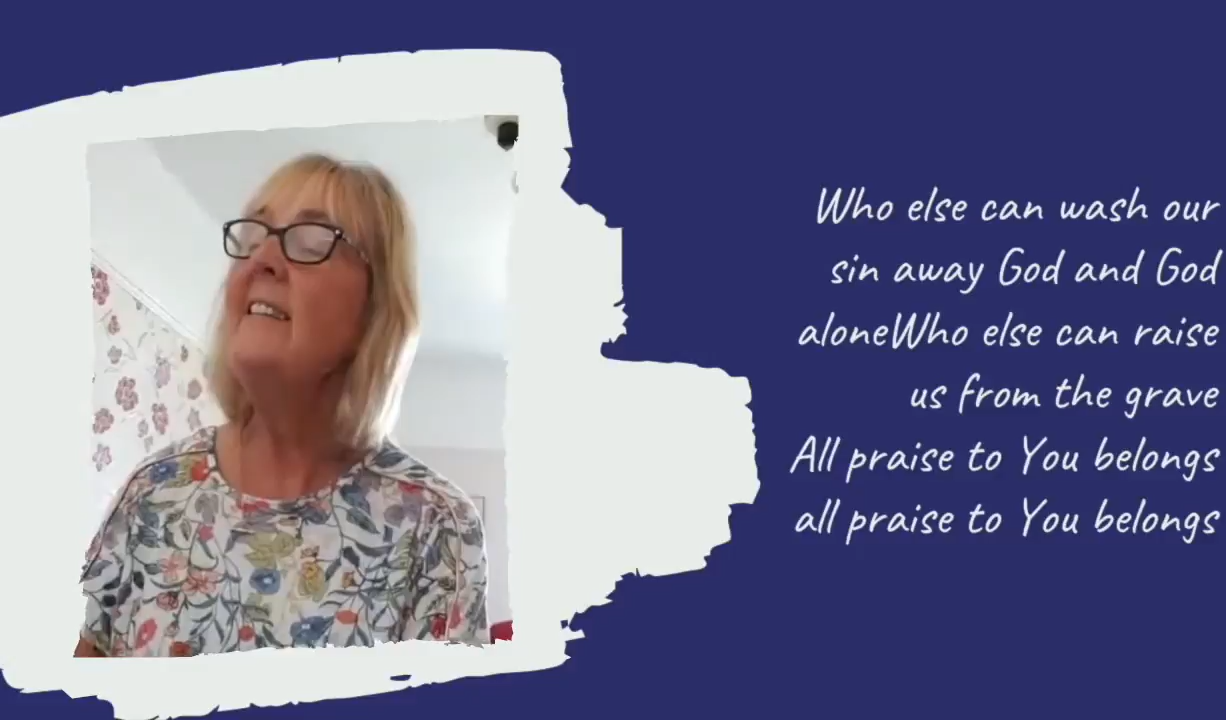 Who else can wash our
sin away God and God
aloneWho else can raise
us from the grave
All praise to You belongs
all praise to You belongs